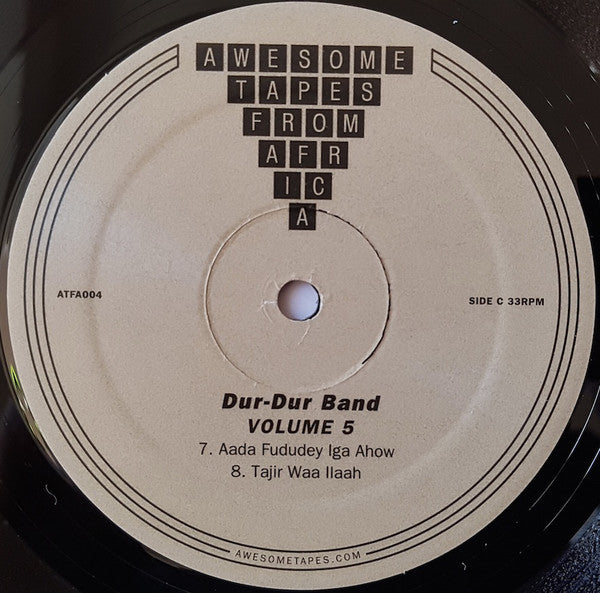 AWESOME
TAPES
FROM
AFR
IC
A
ATFA004
SIDE C 33RPM
Dur-Dur Band
VOLUME 5
7. Aada Fududey Iga Ahow
8. Tajir Waa Ilaah
AWESOMETAPES.COM